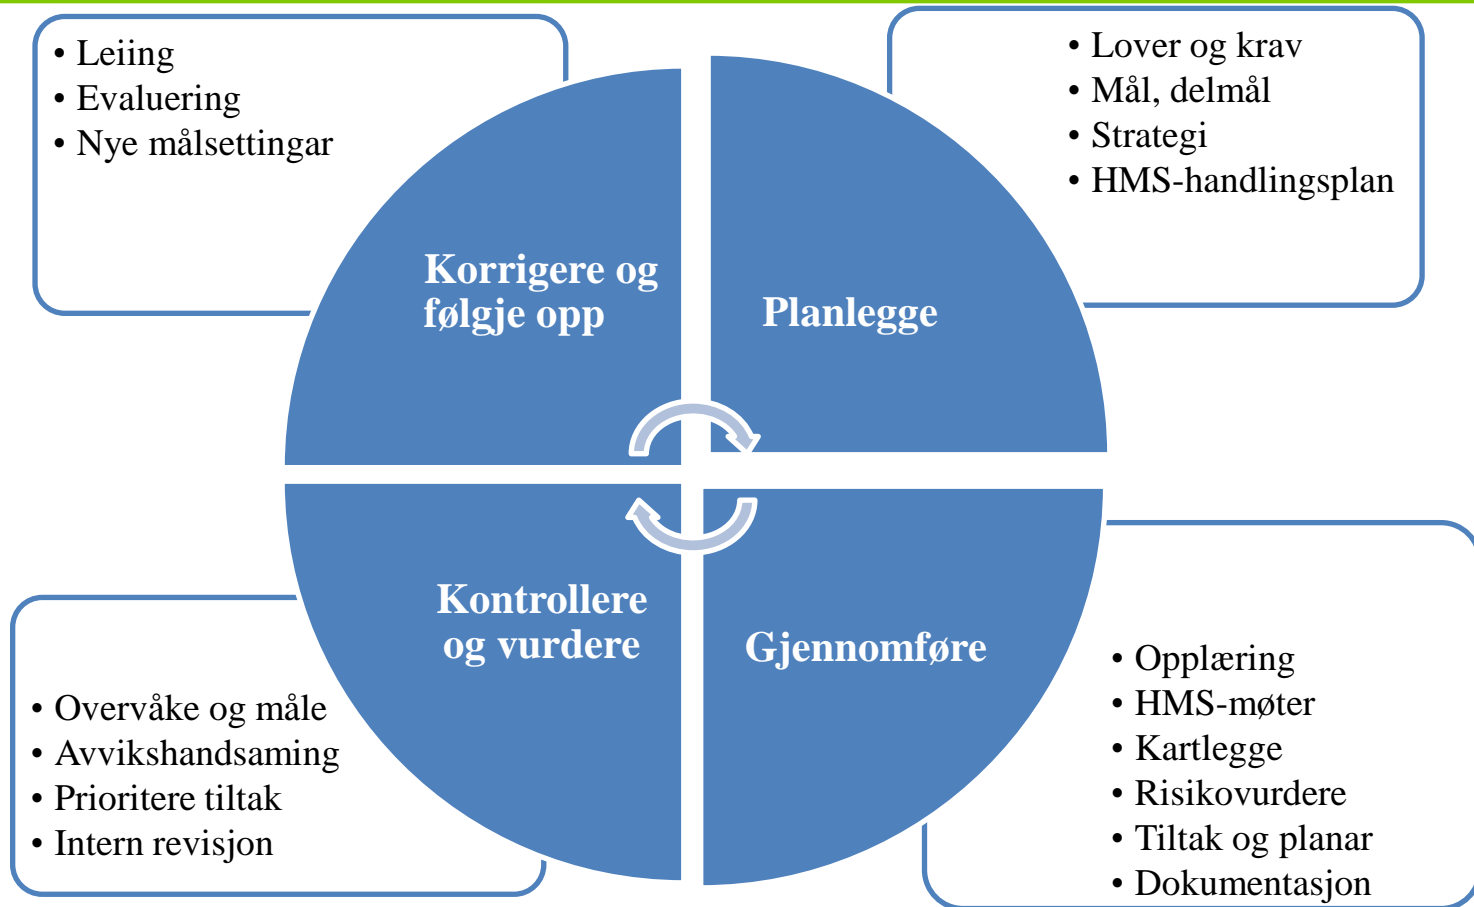 • Leiing
• Evaluering
• Nye målsettingar
• Lover og krav
• Mål, delmål
• Strategi
• HMS-handlingsplan
Korrigere og
følgje opp
Planlegge
Kontrollere
og vurdere
Gjennomføre
• Overvåke og måle
• Avvikshandsaming
• Prioritere tiltak
• Intern revisjon
• Opplæring
• HMS-møter
• Kartlegge
• Risikovurdere
• Tiltak og planar
• Dokumentasjon